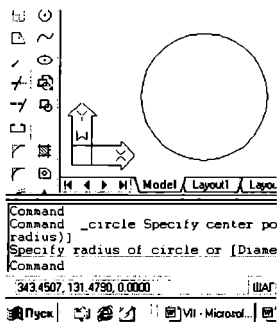 Model Layout1 Layou
Command
Command _circle Specify center po
radius)]
Specify radius of circle or [Diame
Command
343.4507, 131.4790, 0.0000 ШАГ
Пуск VII - Microsof...